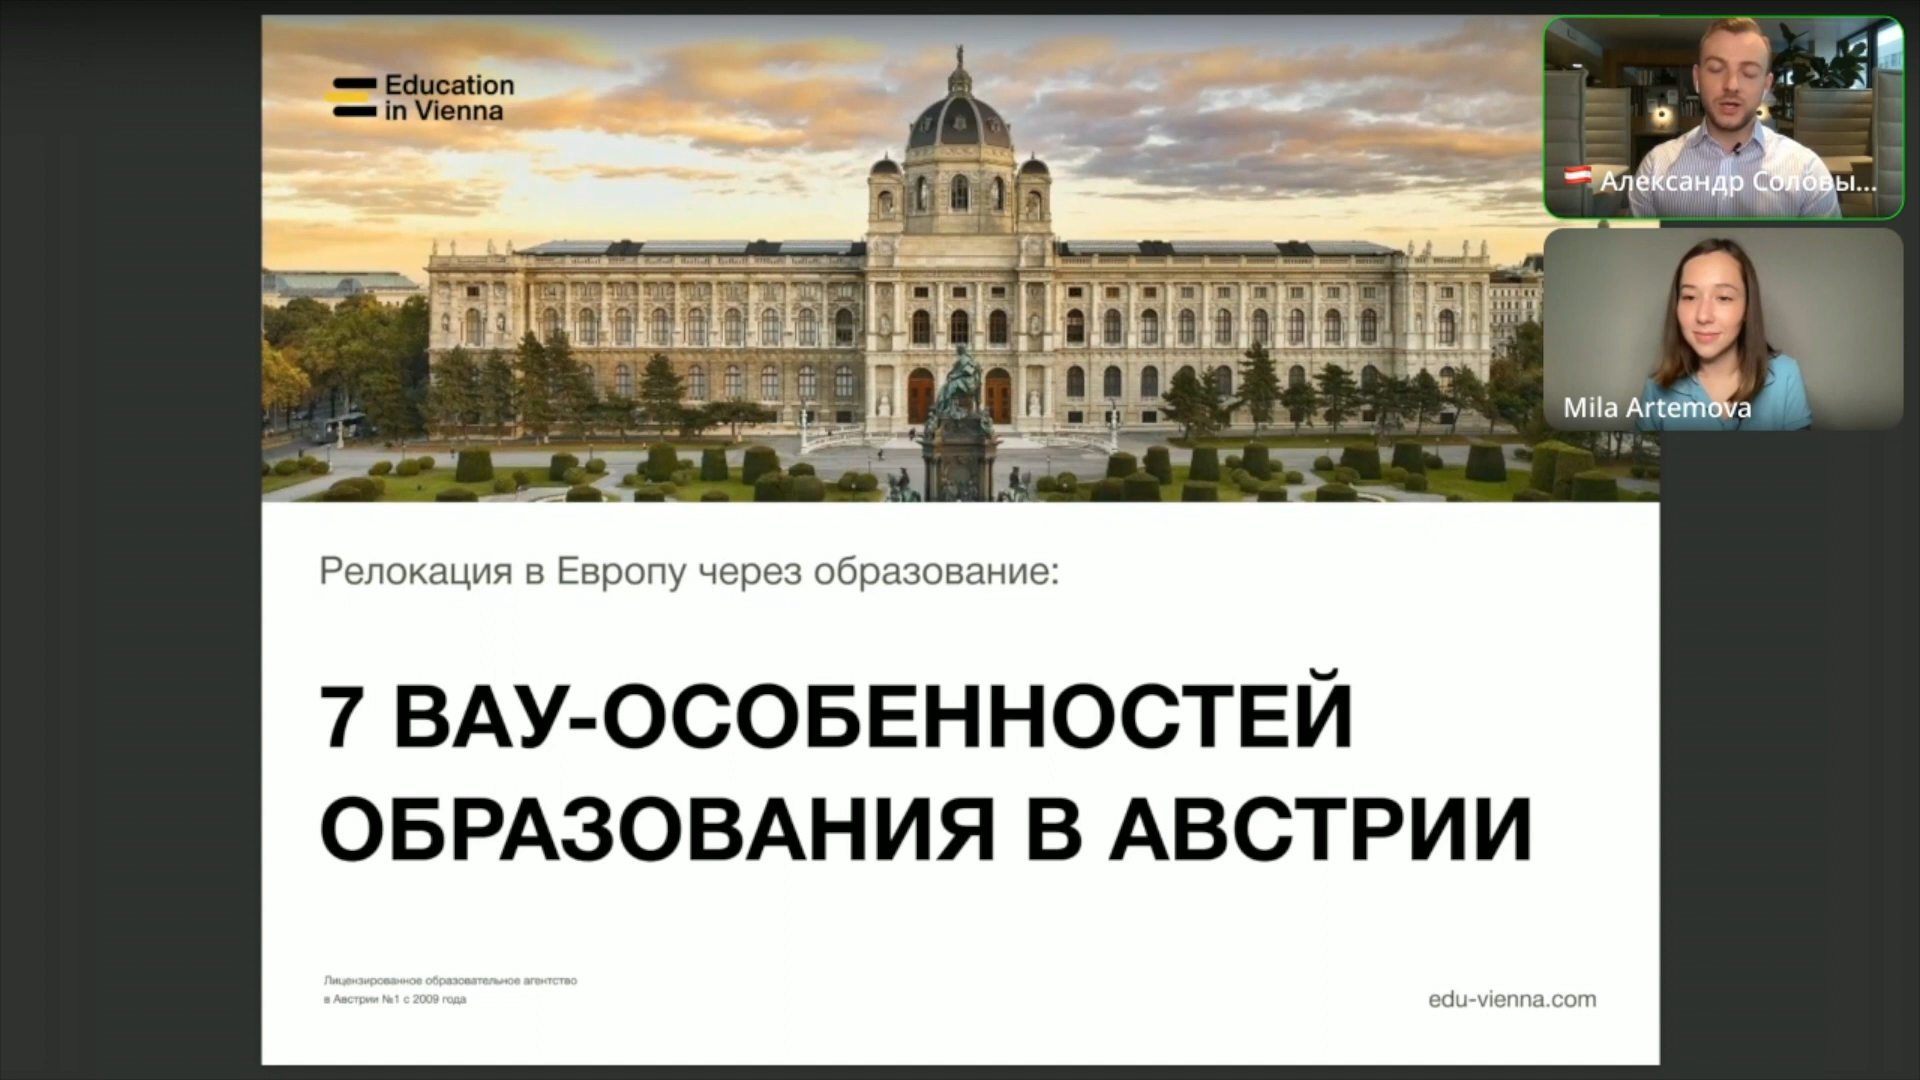 Education
in Vienna
Александр Соловы...
Mila Artemova
Релокация в Европу через образование:
7 ВАУ-ОСОБЕННОСТЕЙ
ОБРАЗОВАНИЯ В АВСТРИИ
Лицензированное образовательное агентство
в Австрии №1 с 2009 года
edu-vienna.com